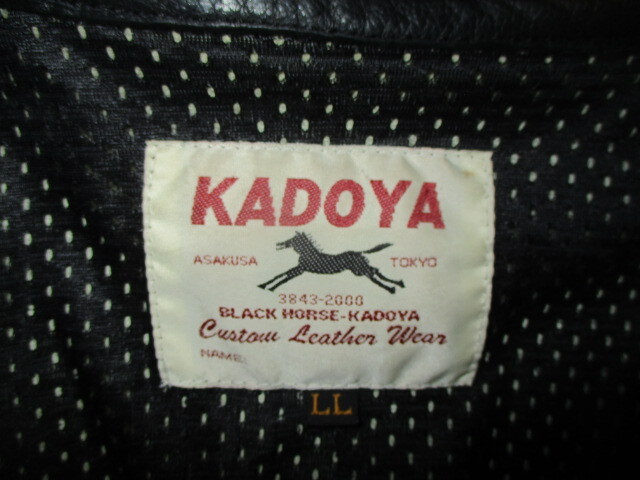 KADOYA
ASAKUSA TOKYO
3843-2000
BLACK HORSE-KADOYA
Custom Leather Wear
NAME:
LL